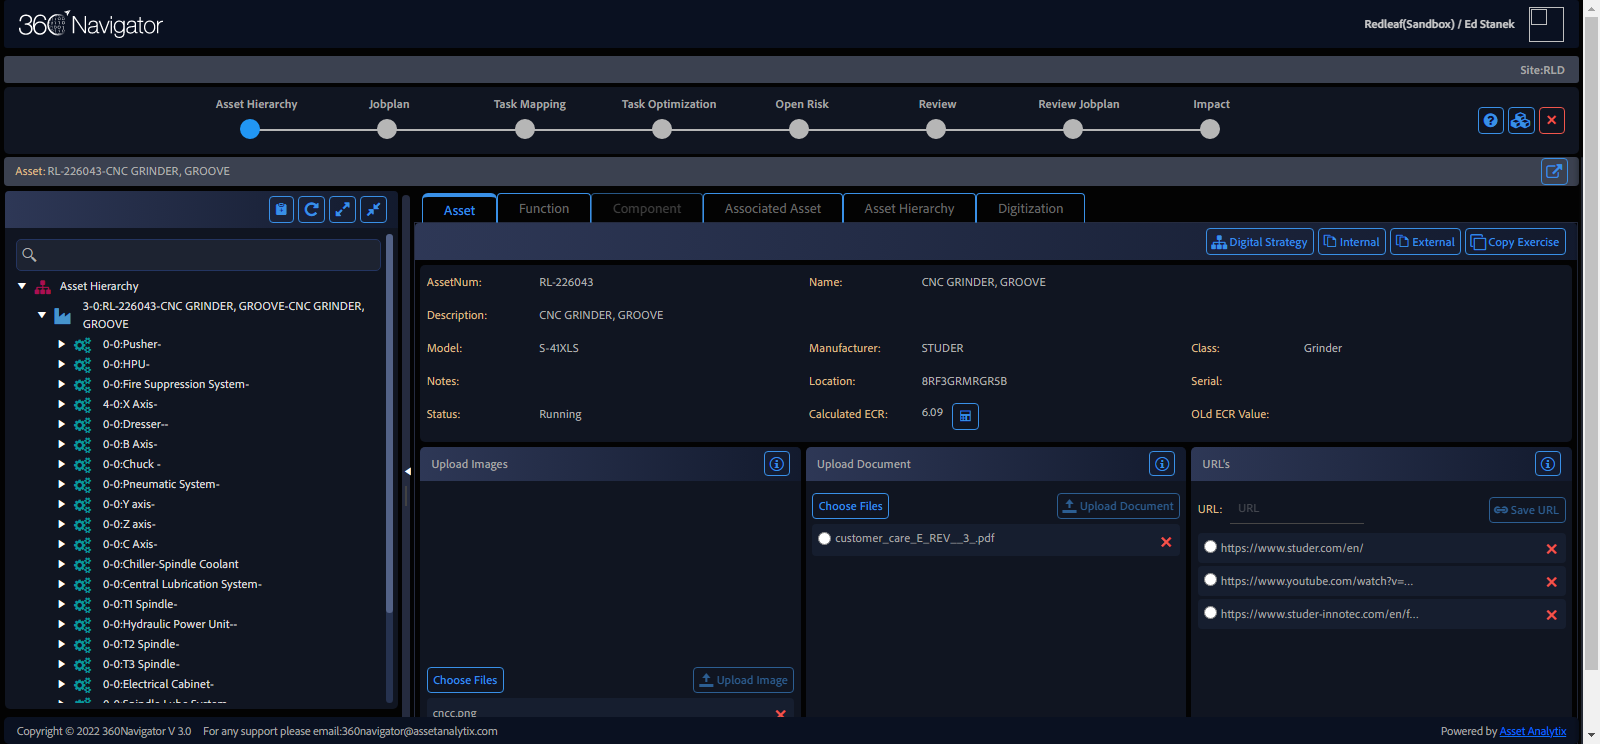 360 Navigator
Redleaf(Sandbox) / Ed Stanek
Site:RLD
Asset Hierarchy Jobplan Task Mapping Task Optimization Open Risk Review Review Jobplan Impact
Asset: RL-226043-CNC GRINDER, GROOVE
Asset Hierarchy
3-0:RL-226043-CNC GRINDER, GROOVE-CNC GRINDER,
GROOVE
0-0:Pusher-
0-0:HPU-
0-0:Fire Suppression System-
4-0:X Axis-
0-0:Dresser--
0-0:B Axis-
0-0:Chuck -
0-0:Pneumatic System-
0-0:Y axis-
0-0:Z axis-
0-0:C Axis-
0-0:Chiller-Spindle Coolant
0-0:Central Lubrication System-
0-0:T1 Spindle-
0-0:Hydraulic Power Unit--
0-0:T2 Spindle-
0-0:T3 Spindle-
0-0:Electrical Cabinet-
0-0:Spindle Lube System
Asset Function Component Associated Asset Asset Hierarchy Digitization
Digital Strategy Internal External Copy Exercise
AssetNum: RL-226043 Name: CNC GRINDER, GROOVE
Description: CNC GRINDER, GROOVE
Model: S-41XLS Manufacturer: STUDER Class: Grinder
Notes: Location: 8RF3GRMRGR5B Serial:
Status: Running Calculated ECR: 6.09 OLd ECR Value:
Upload Images
Choose Files Upload Image
cncc.png
Upload Document
Choose Files Upload Document
customer_care_E_REV__3_.pdf
URL's
URL: URL Save URL
https://www.studer.com/en/
https://www.youtube.com/watch?v=...
https://www.studer-innotec.com/en/f...
Copyright © 2022 360Navigator V 3.0 For any support please email:360navigator@assetanalytix.com
Powered by Asset Analytix